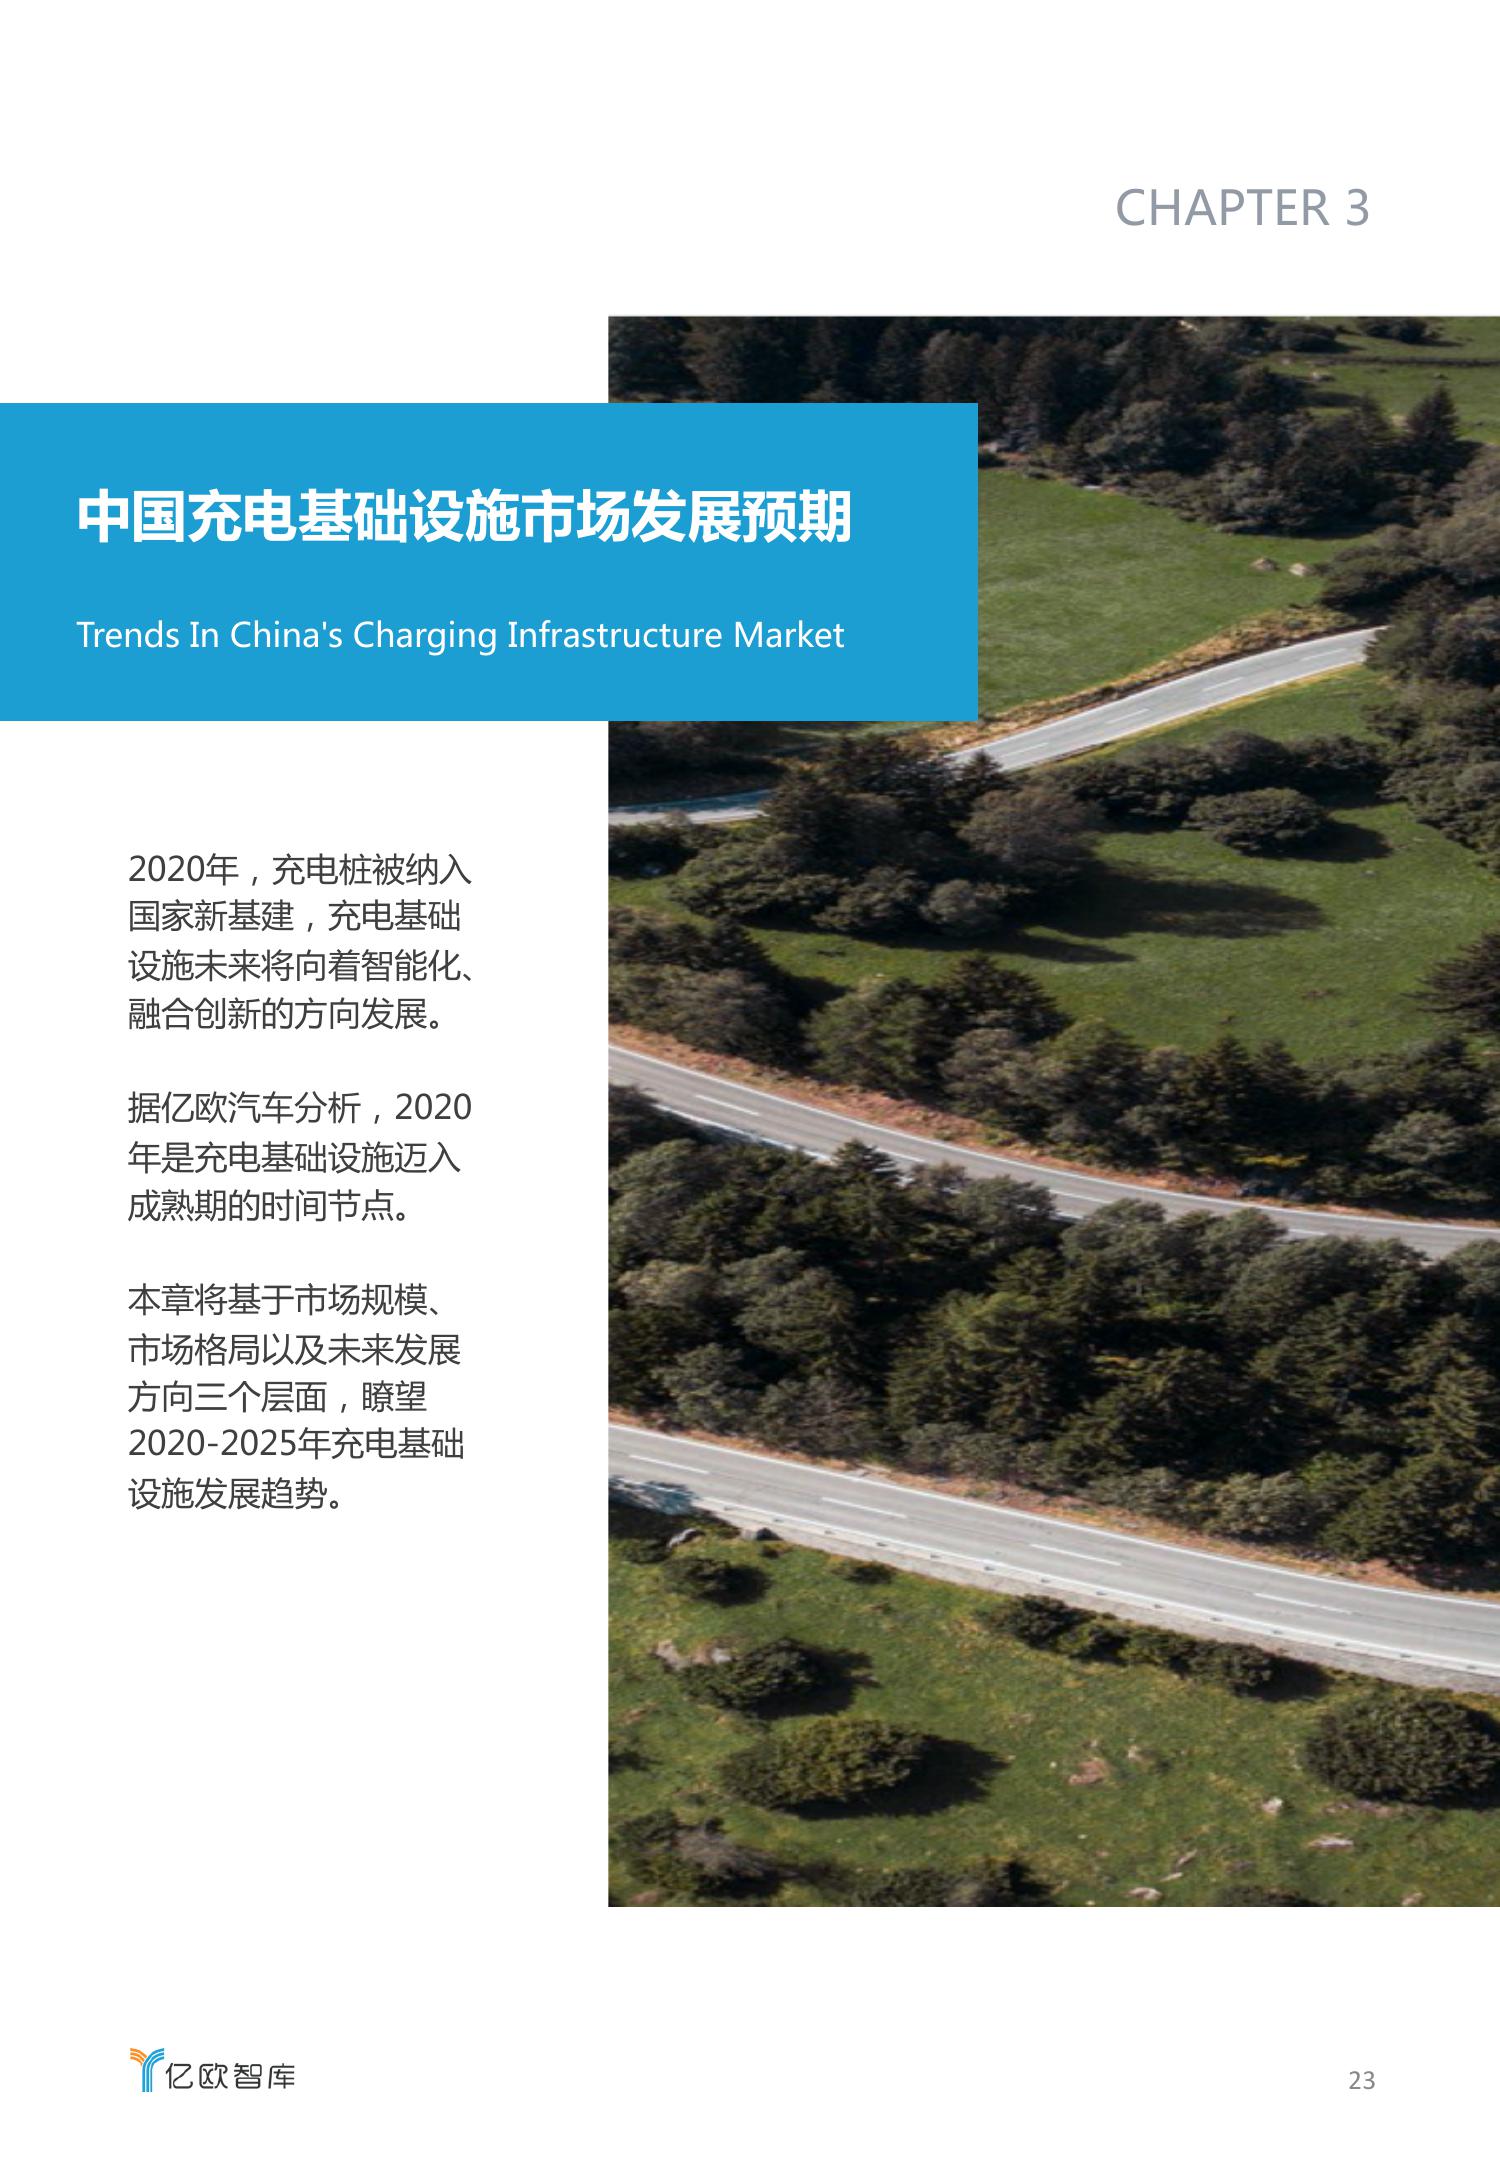 CHAPTER 3
中国充电基础设施市场发展预期
Trends In China's Charging Infrastructure Market
2020年，充电桩被纳入
国家新基建，充电基础
设施未来将向着智能化、
融合创新的方向发展。
据亿欧汽车分析，2020
年是充电基础设施迈入
成熟期的时间节点。
本章将基于市场规模、
市场格局以及未来发展
方向三个层面，瞭望
2020-2025年充电基础
设施发展趋势。
亿欧智库
23